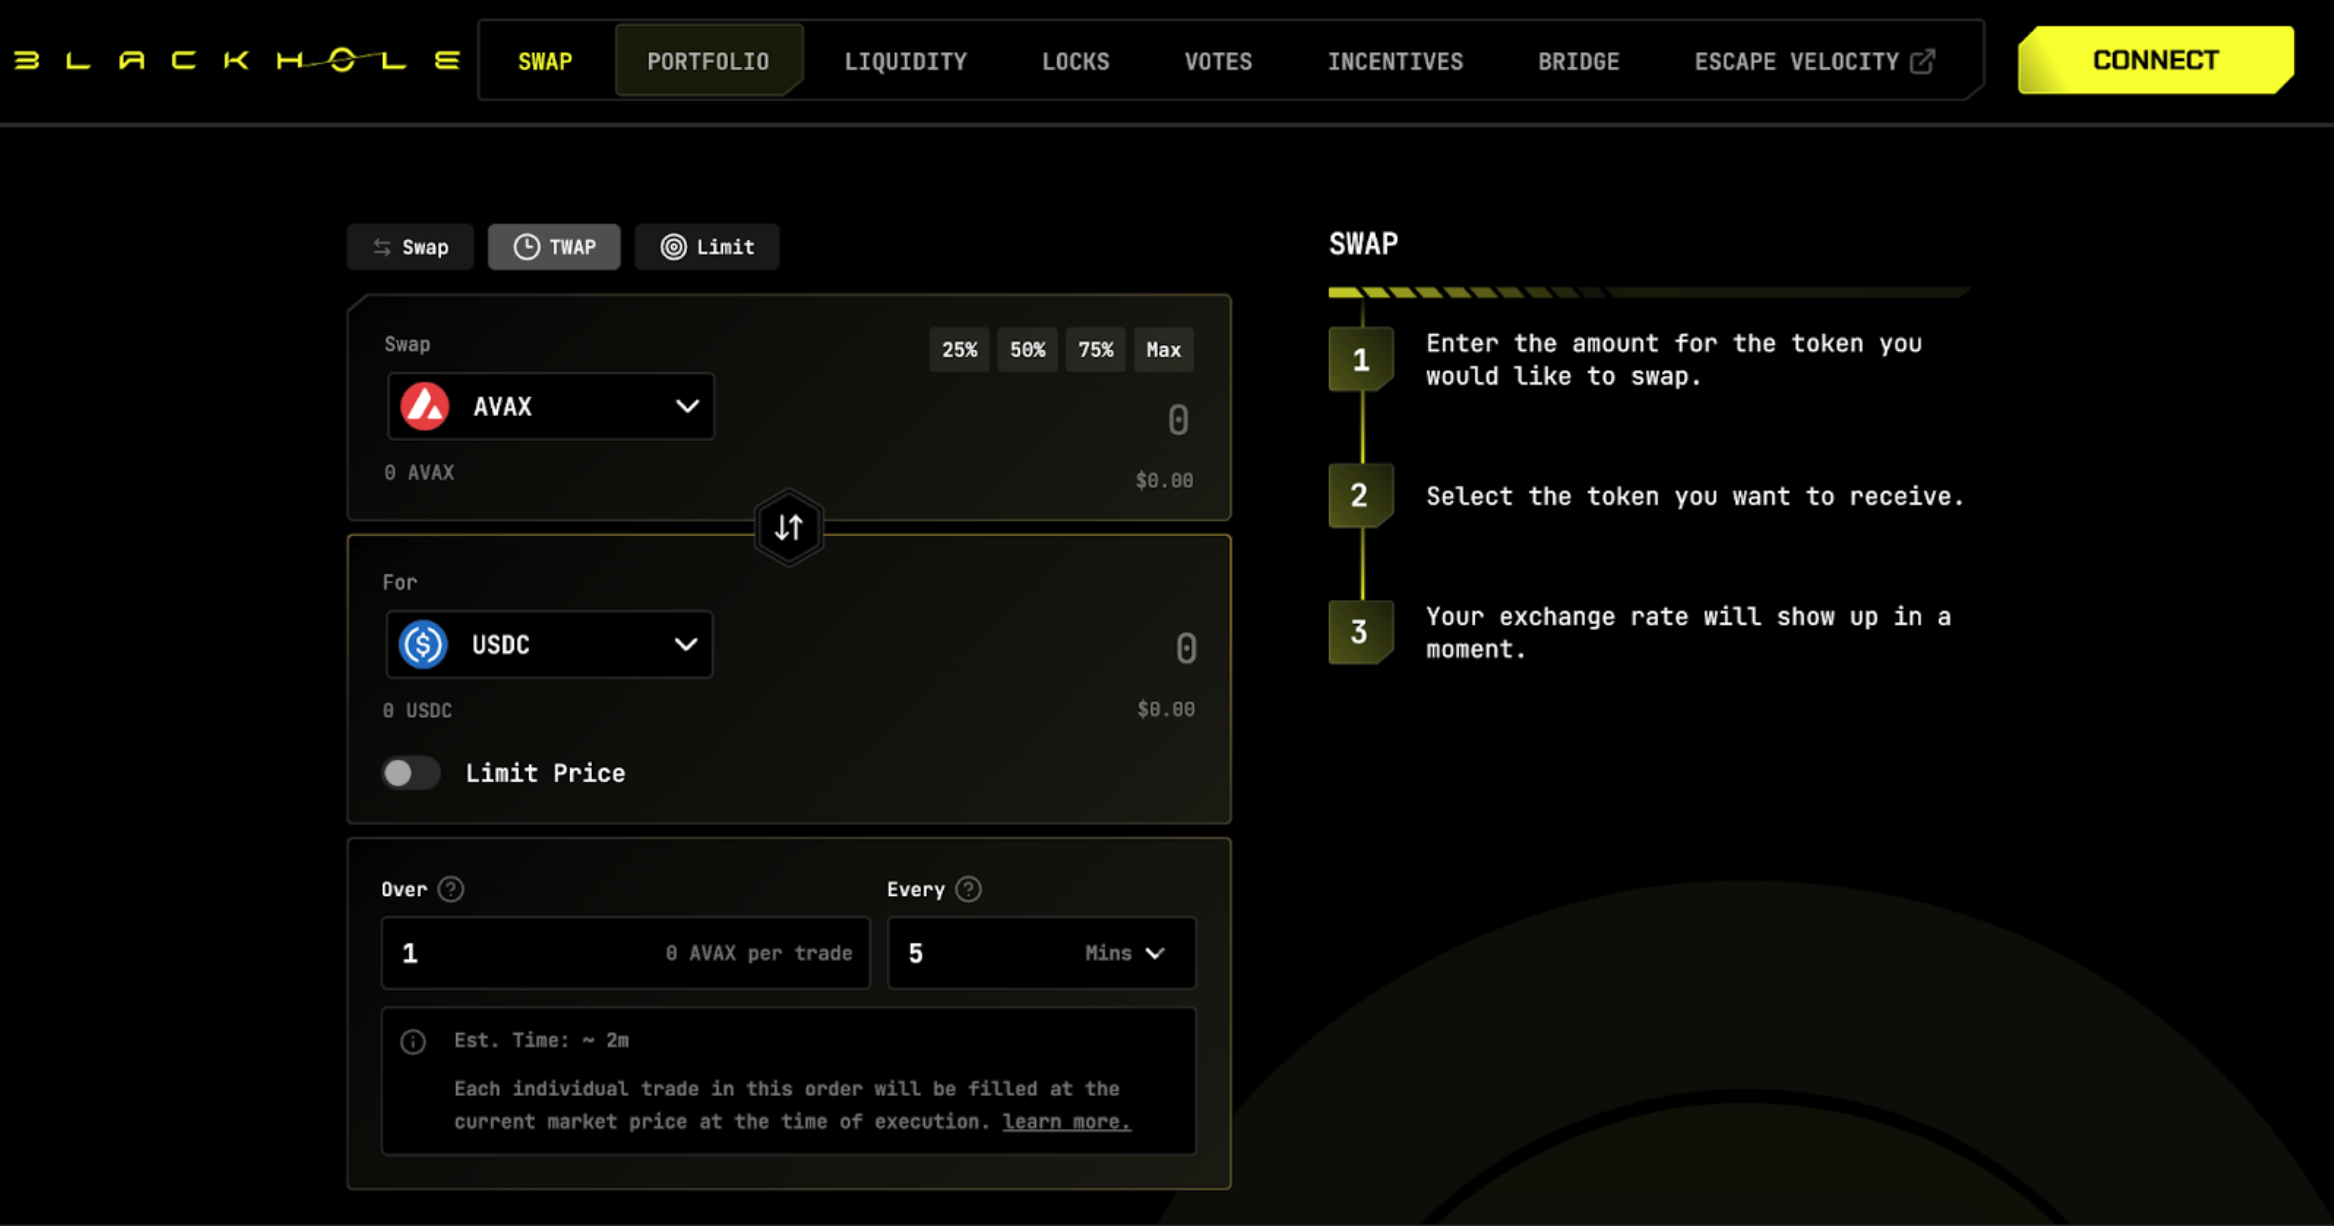 BLACKHOLE
SWAP PORTFOLIO LIQUIDITY LOCKS VOTES INCENTIVES BRIDGE ESCAPE VELOCITY CONNECT
Swap TWAP Limit
Swap 25% 50% 75% Max
AVAX
0
0 AVAX
$0.00
For
USDC
0
0 USDC
$0.00
Limit Price
Over ? Every ?
1 0 AVAX per trade 5 Mins
Est. Time: ~ 2m
Each individual trade in this order will be filled at the
current market price at the time of execution. learn more.
SWAP
1 Enter the amount for the token you
would like to swap.
2 Select the token you want to receive.
3 Your exchange rate will show up in a
moment.